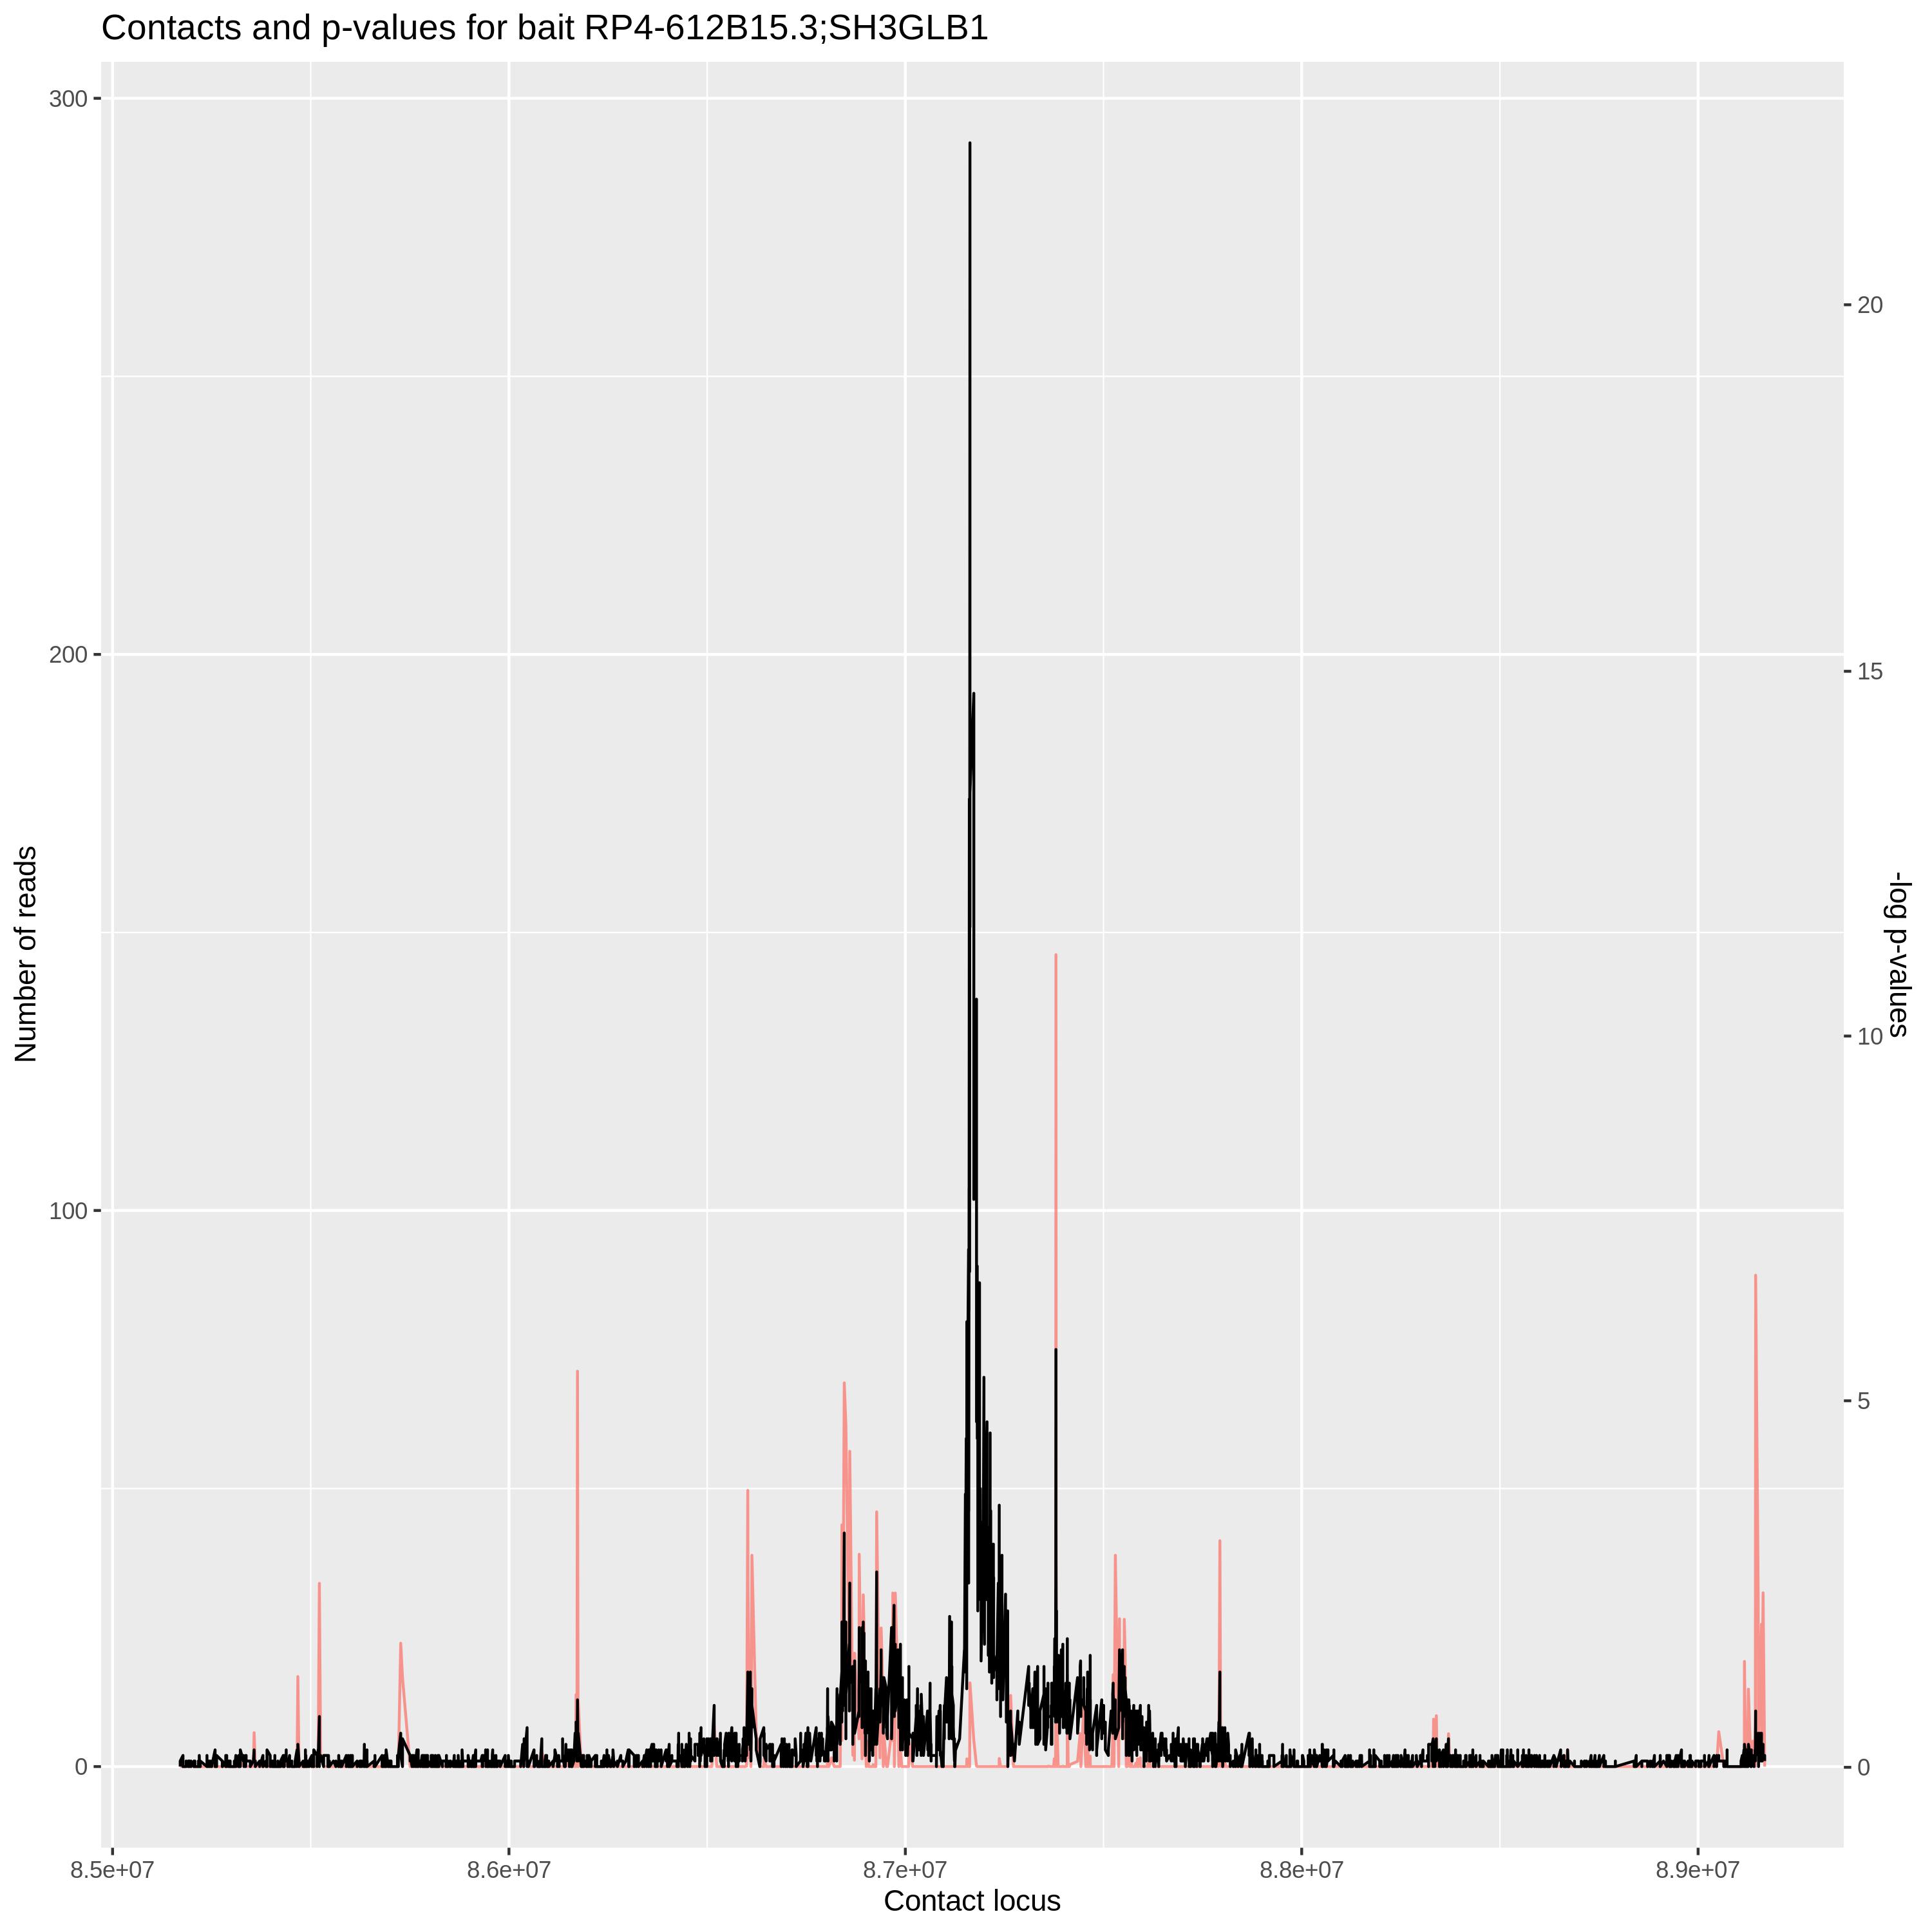 Contacts and p-values for bait RP4-612B15.3;SH3GLB1
300
200
100
0
Number of reads
20
15
10
5
0
-log p-values
8.5e+07 8.6e+07 8.7e+07 8.8e+07 8.9e+07
Contact locus